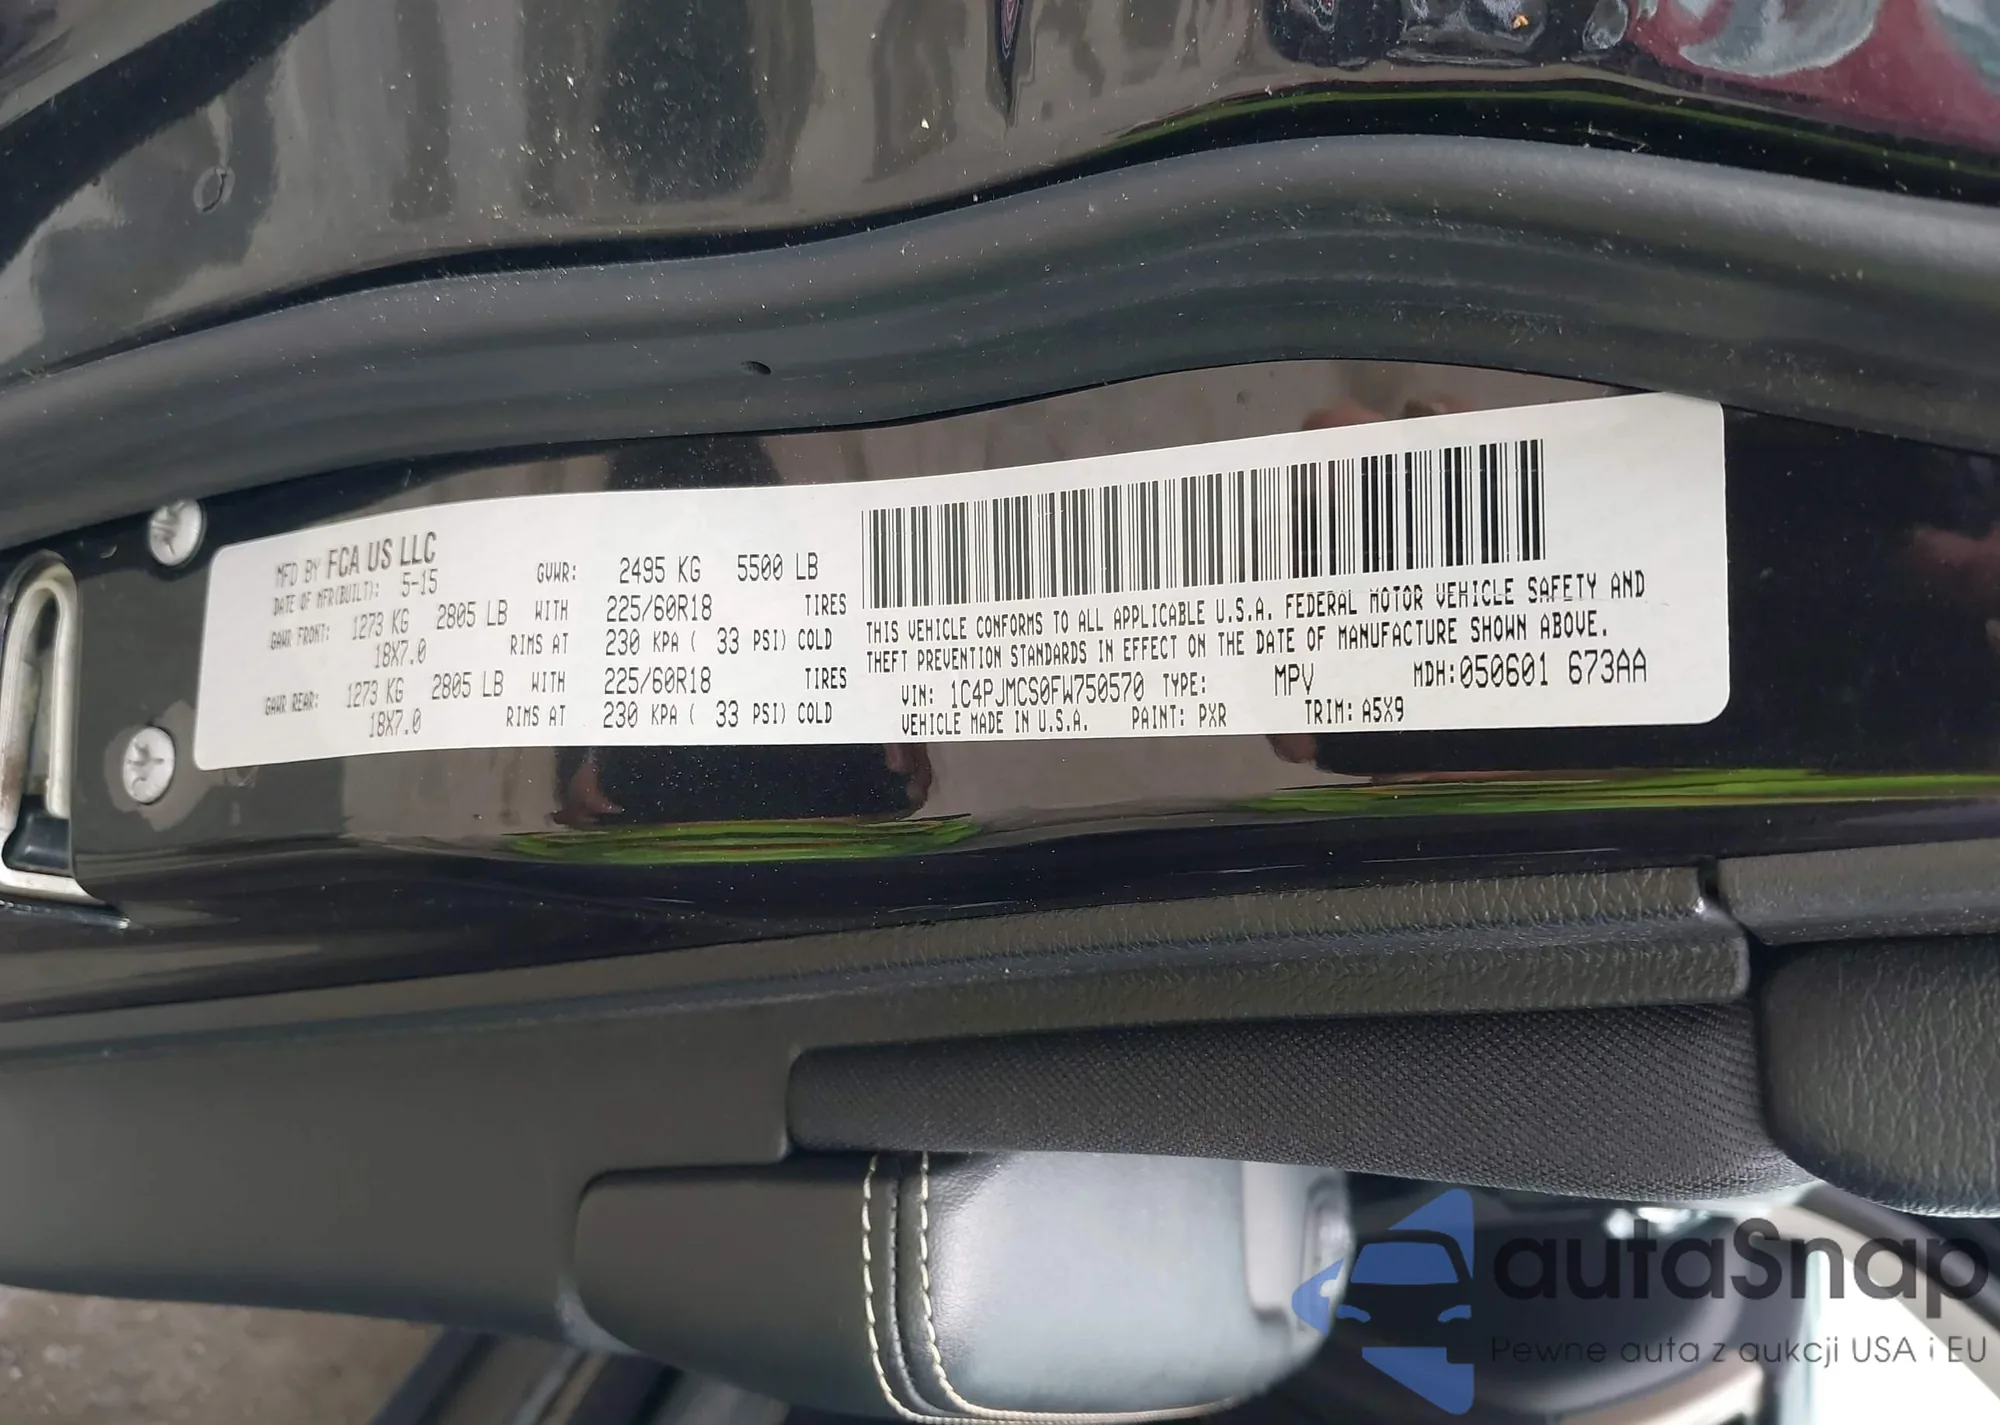 MFD BY FCA US LLC
DATE OF MFR(BUILT): 5-15 GVWR: 2495 KG 5500 LB
GAWR FRONT: 1273 KG 2805 LB WITH 225/60R18 TIRES
18X7.0 RIMS AT 230 KPA ( 33 PSI) COLD
GAWR REAR: 1273 KG 2805 LB WITH 225/60R18 TIRES
18X7.0 RIMS AT 230 KPA ( 33 PSI) COLD
THIS VEHICLE CONFORMS TO ALL APPLICABLE U.S.A. FEDERAL MOTOR VEHICLE SAFETY AND
THEFT PREVENTION STANDARDS IN EFFECT ON THE DATE OF MANUFACTURE SHOWN ABOVE.
VIN: 1C4PJMCS0FW750570 TYPE: MPV MDH:050601 673AA
VEHICLE MADE IN U.S.A. PAINT: PXR TRIM: A5X9
autaSnap
Pewne auta z aukcji USA i EU